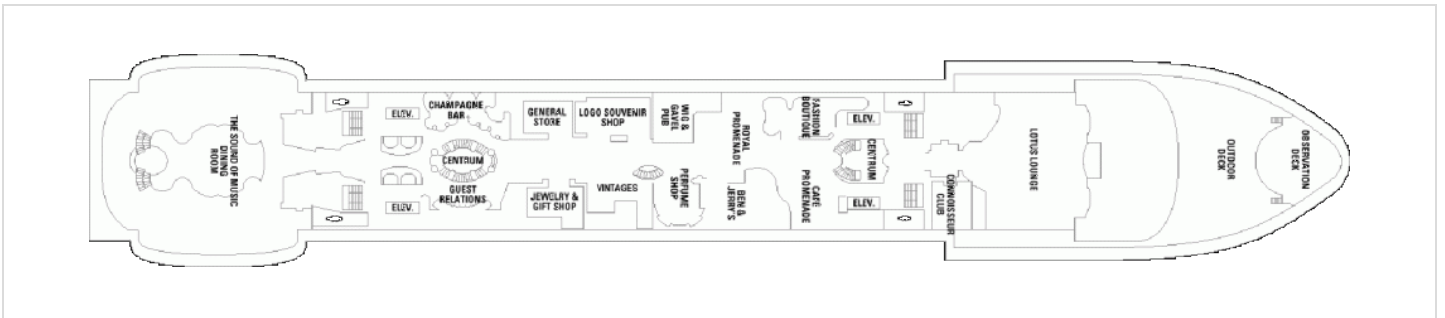 THE SOUND OF MUSIC
DINING
ROOM
ELEV.
ELEV.
CHAMPAGNE
BAR
CENTRUM
GUEST
RELATIONS
GENERAL
STORE
LOGO SOUVENIR
SHOP
JEWELRY &
GIFT SHOP
VINTAGES
WIG &
GAVEL
PUB
PERFUME
SHOP
ROYAL
PROMENADE
BEN &
JERRY'S
FASHION
BOUTIQUE
CAFE
PROMENADE
ELEV.
CENTRUM
ELEV.
CONNOISSEUR
CLUB
LOTUS LOUNGE
OUTDOOR
DECK
OBSERVATION
DECK